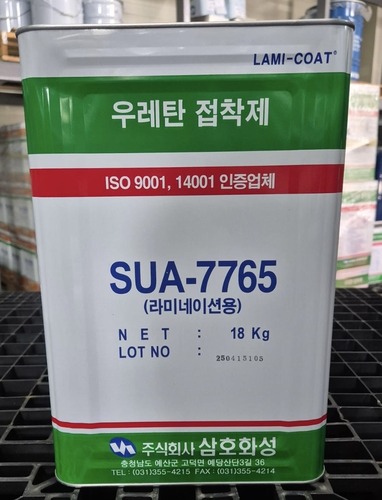 LAMI-COAT®
우레탄 접착제
ISO 9001, 14001 인증업체
SUA-7765
(라미네이션용)
NET : 18 Kg
LOT NO : 250413105
주식회사 삼호화성
충청남도 예산군 고덕면 예당산단3길 36
TEL : (031)355-4215 FAX : (031)355-4214